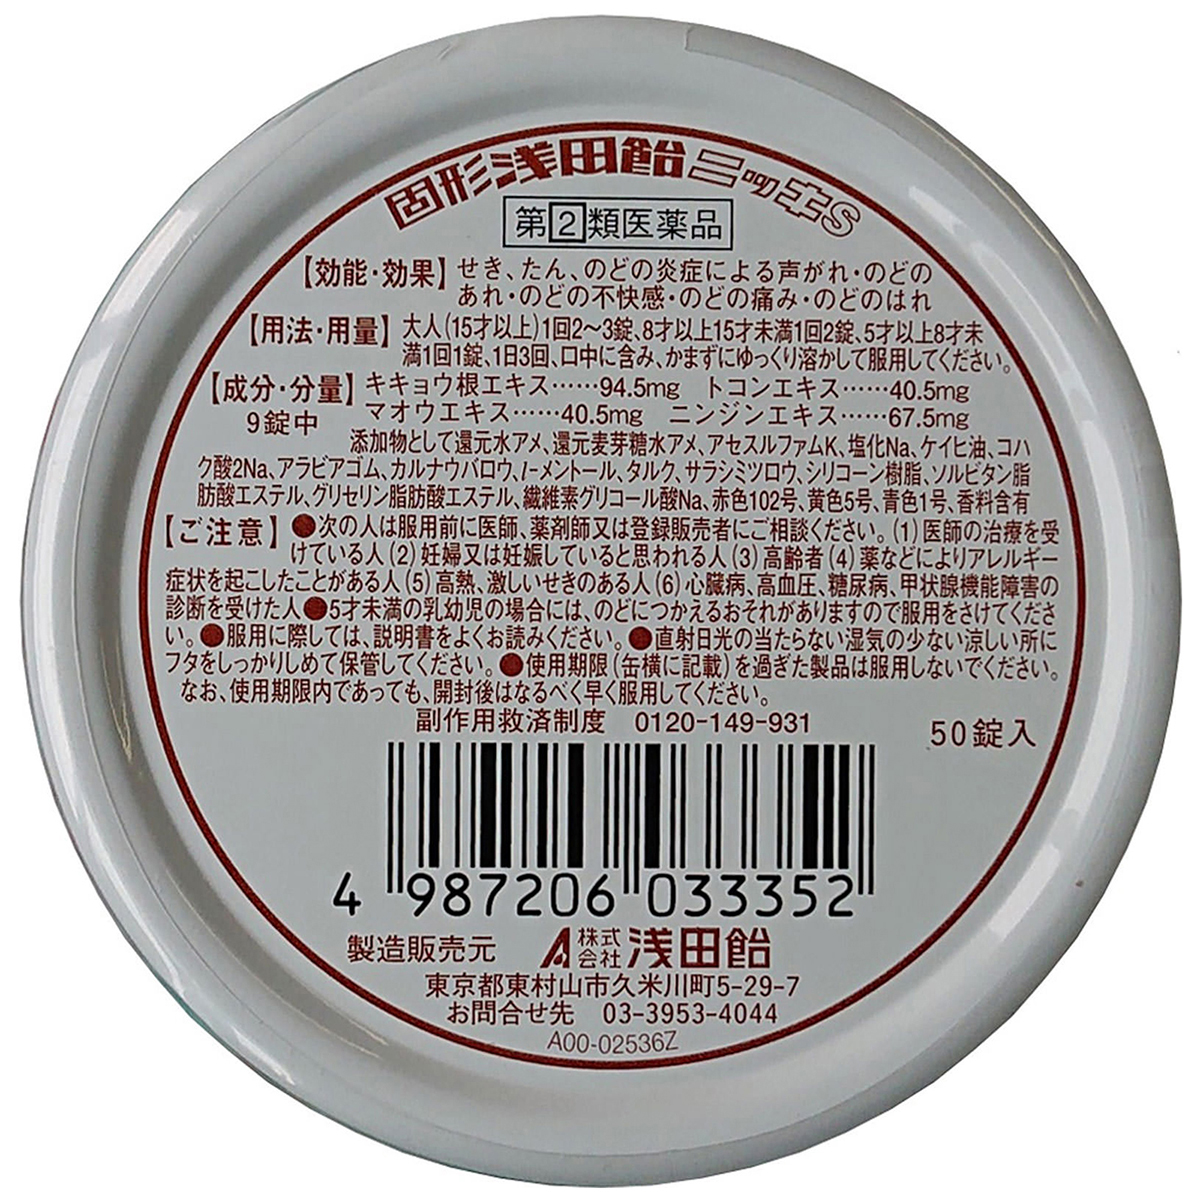 固形浅田飴ニッキS
第②類医薬品
【効能・効果】せき、たん、のどの炎症による声がれ・のどの
あれ・のどの不快感・のどの痛み・のどのはれ
【用法・用量】大人(15才以上)1回2～3錠、8才以上15才未満1回2錠、5才以上8才未
満1回1錠、1日3回、口中に含み、かまずにゆっくり溶かして服用してください。
【成分・分量】キキョウ根エキス……94.5mg トコンエキス……40.5mg
9錠中 マオウエキス……40.5mg ニンジンエキス……67.5mg
添加物として還元水アメ、還元麦芽糖水アメ、アセスルファムK、塩化Na、ケイヒ油、コハ
ク酸2Na、アラビアゴム、カルナウバロウ、l-メントール、タルク、サラシミツロウ、シリコーン樹脂、ソルビタン脂
肪酸エステル、グリセリン脂肪酸エステル、繊維素グリコール酸Na、赤色102号、黄色5号、青色1号、香料含有
【ご注意】●次の人は服用前に医師、薬剤師又は登録販売者にご相談ください。(1)医師の治療を受
けている人(2)妊婦又は妊娠していると思われる人(3)高齢者(4)薬などによりアレルギー
症状を起こしたことがある人(5)高熱、激しいせきのある人(6)心臓病、高血圧、糖尿病、甲状腺機能障害の
診断を受けた人●5才未満の乳幼児の場合には、のどにつかえるおそれがありますので服用をさけてくださ
い。●服用に際しては、説明書をよくお読みください。●直射日光の当たらない湿気の少ない涼しい所に
フタをしっかりしめて保管してください。●使用期限(缶横に記載)を過ぎた製品は服用しないでください。
なお、使用期限内であっても、開封後はなるべく早く服用してください。
副作用救済制度 0120-149-931
50錠入
4 987206 033352
製造販売元 株式会社 浅田飴
東京都東村山市久米川町5-29-7
お問合せ先 03-3953-4044
A00-02536Z